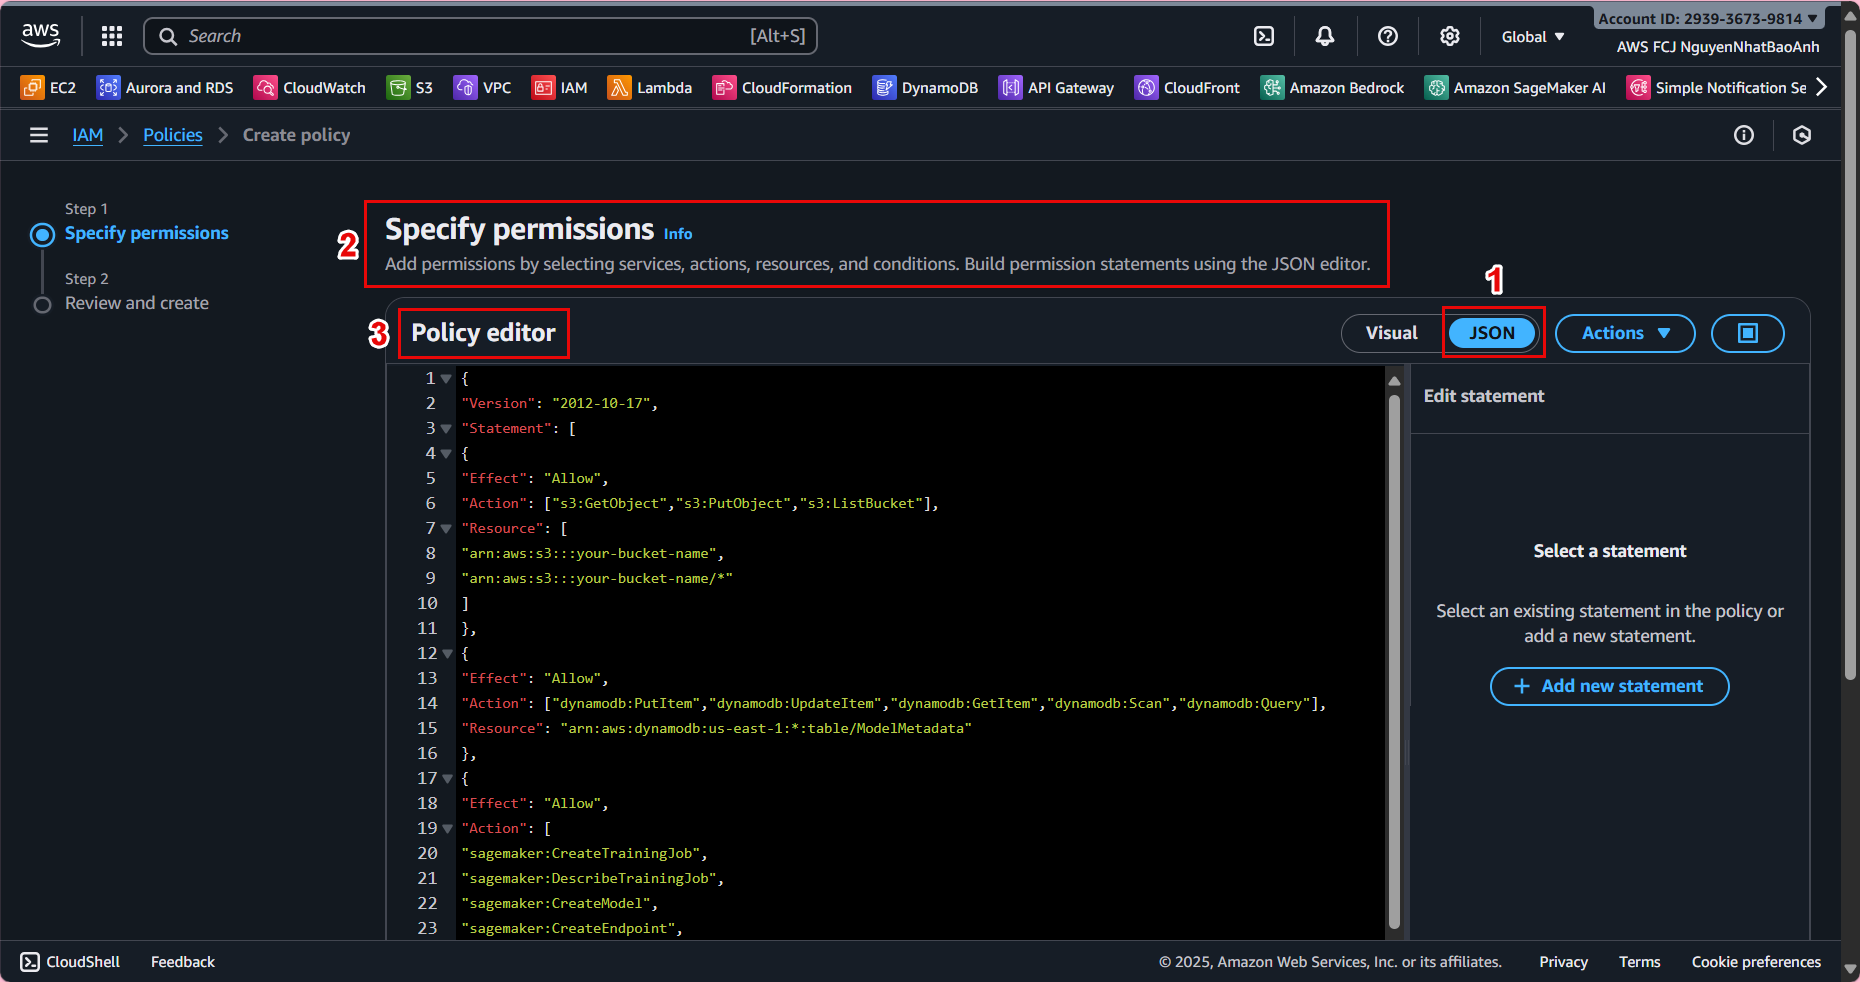 aws
Search
[Alt+S]
Global
Account ID: 2939-3673-9814
AWS FCJ NguyenNhatBaoAnh
EC2
Aurora and RDS
CloudWatch
S3
VPC
IAM
Lambda
CloudFormation
DynamoDB
API Gateway
CloudFront
Amazon Bedrock
Amazon SageMaker AI
Simple Notification Se
IAM
Policies
Create policy
Step 1
Specify permissions
Step 2
Review and create
2
Specify permissions Info
Add permissions by selecting services, actions, resources, and conditions. Build permission statements using the JSON editor.
1
3
Policy editor
Visual
JSON
Actions
1 {
2 "Version": "2012-10-17",
3 "Statement": [
4 {
5 "Effect": "Allow",
6 "Action": ["s3:GetObject","s3:PutObject","s3:ListBucket"],
7 "Resource": [
8 "arn:aws:s3:::your-bucket-name",
9 "arn:aws:s3:::your-bucket-name/*"
10 ]
11 },
12 {
13 "Effect": "Allow",
14 "Action": ["dynamodb:PutItem","dynamodb:UpdateItem","dynamodb:GetItem","dynamodb:Scan","dynamodb:Query"],
15 "Resource": "arn:aws:dynamodb:us-east-1:*:table/ModelMetadata"
16 },
17 {
18 "Effect": "Allow",
19 "Action": [
20 "sagemaker:CreateTrainingJob",
21 "sagemaker:DescribeTrainingJob",
22 "sagemaker:CreateModel",
23 "sagemaker:CreateEndpoint",
Edit statement
Select a statement
Select an existing statement in the policy or
add a new statement.
+ Add new statement
CloudShell
Feedback
© 2025, Amazon Web Services, Inc. or its affiliates.
Privacy
Terms
Cookie preferences